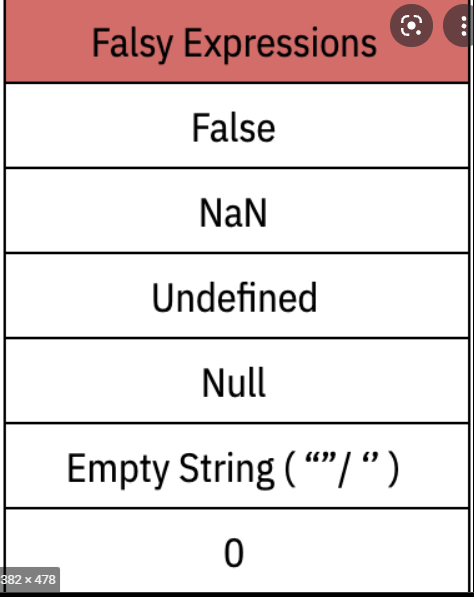 Falsy Expressions
False
NaN
Undefined
Null
Empty String ( “”/ ‘’ )
0
382 × 478